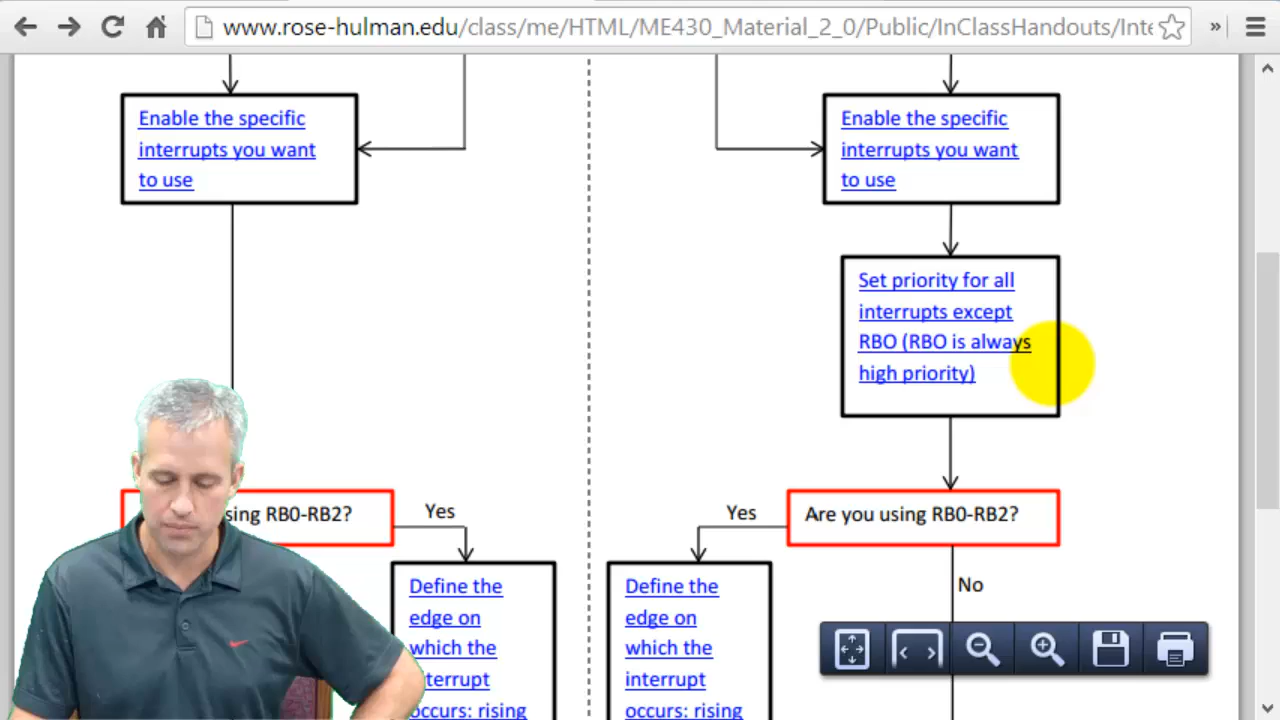 www.rose-hulman.edu/class/me/HTML/ME430_Material_2_0/Public/InClassHandouts/Inte
Enable the specific
interrupts you want
to use
Enable the specific
interrupts you want
to use
Set priority for all
interrupts except
RBO (RBO is always
high priority)
sing RB0-RB2?
Yes
Yes
Are you using RB0-RB2?
No
Define the
edge on
which the
terrupt
occurs: rising
Define the
edge on
which the
interrupt
occurs: rising